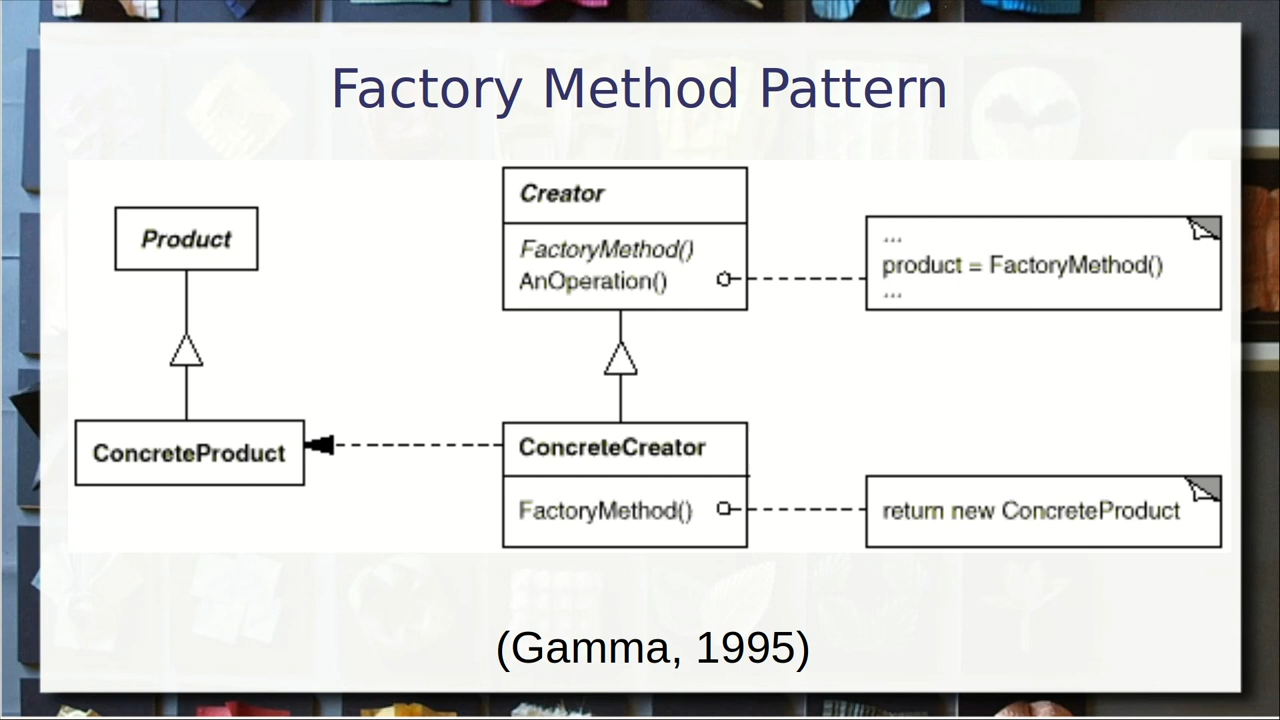 Factory Method Pattern
Product
ConcreteProduct
Creator
FactoryMethod()
AnOperation()
...
product = FactoryMethod()
...
ConcreteCreator
FactoryMethod()
return new ConcreteProduct
(Gamma, 1995)